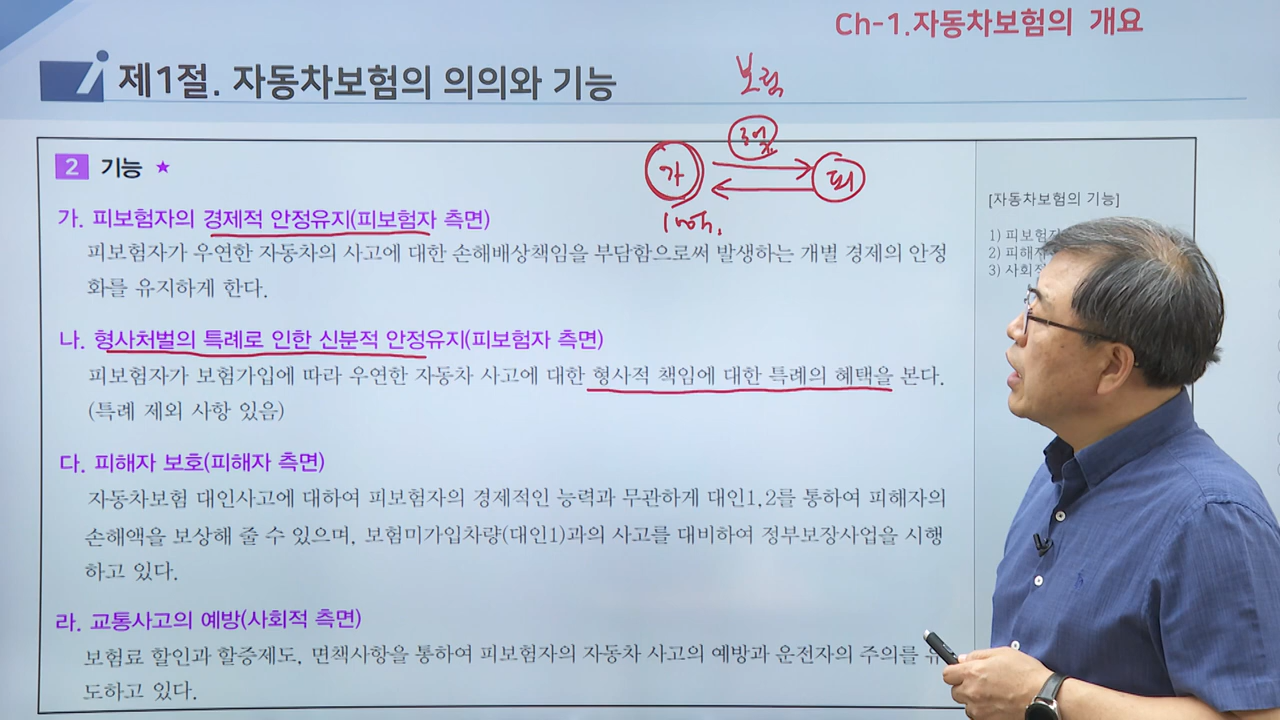 Ch-1.자동차보험의 개요
제1절. 자동차보험의 의의와 기능
2 기능 ★
가
피
가. 피보험자의 경제적 안정유지(피보험자 측면)
피보험자가 우연한 자동차의 사고에 대한 손해배상책임을 부담함으로써 발생하는 개별 경제의 안정
화를 유지하게 한다.
나. 형사처벌의 특례로 인한 신분적 안정유지(피보험자 측면)
피보험자가 보험가입에 따라 우연한 자동차 사고에 대한 형사적 책임에 대한 특례의 혜택을 본다.
(특례 제외 사항 있음)
다. 피해자 보호(피해자 측면)
자동차보험 대인사고에 대하여 피보험자의 경제적인 능력과 무관하게 대인1,2를 통하여 피해자의
손해액을 보상해 줄 수 있으며, 보험미가입차량(대인1)과의 사고를 대비하여 정부보장사업을 시행
하고 있다.
라. 교통사고의 예방(사회적 측면)
보험료 할인과 할증제도, 면책사항을 통하여 피보험자의 자동차 사고의 예방과 운전자의 주의를 유
도하고 있다.
[자동차보험의 기능]
1) 피보험
2) 피해
3) 사회